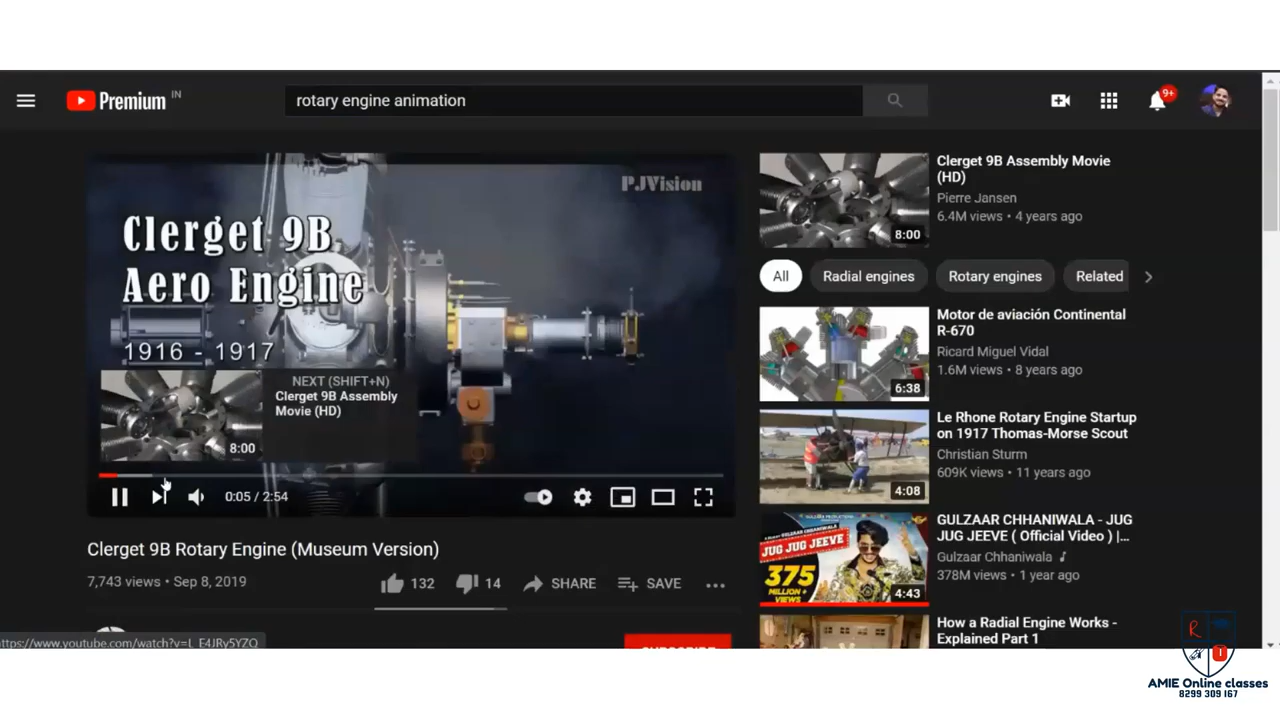 Premium IN
rotary engine animation
9+
PJVision
Clerget 9B
Aero Engine
1916 - 1917
NEXT (SHIFT+N)
Clerget 9B Assembly
Movie (HD)
8:00
0:05 / 2:54
Clerget 9B Rotary Engine (Museum Version)
7,743 views • Sep 8, 2019
132
14
SHARE
SAVE
https://www.youtube.com/watch?v=L_E4JRy5YZQ
Clerget 9B Assembly Movie
(HD)
Pierre Jansen
6.4M views • 4 years ago
8:00
All
Radial engines
Rotary engines
Related
Motor de aviación Continental
R-670
Ricard Miguel Vidal
1.6M views • 8 years ago
6:38
Le Rhone Rotary Engine Startup
on 1917 Thomas-Morse Scout
Christian Sturm
609K views • 11 years ago
4:08
GULZAAR CHHANIWALA - JUG
JUG JEEVE ( Official Video ) |...
Gulzaar Chhaniwala
378M views • 1 year ago
JUG JUG JEEVE
375
MILLION+
VIEWS
4:43
How a Radial Engine Works -
Explained Part 1
R
AMIE Online classes
8299 309 167